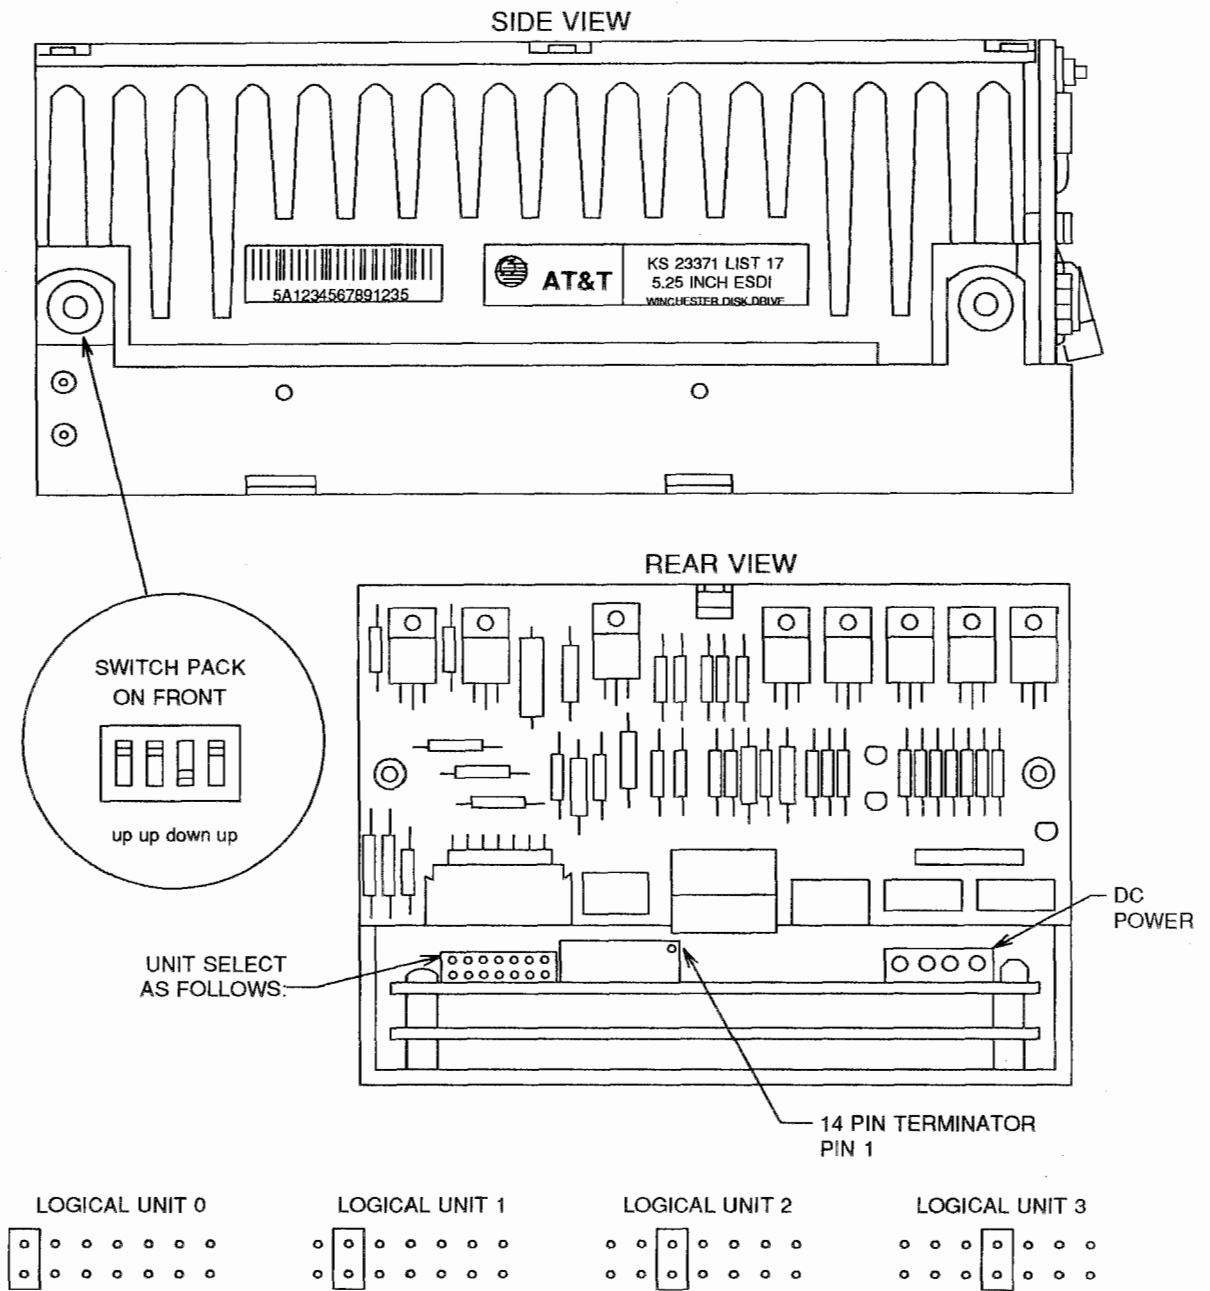 SIDE VIEW
5A1234567891235
AT&T
KS 23371 LIST 17
5.25 INCH ESDI
WINCHESTER DISK DRIVE
REAR VIEW
SWITCH PACK
ON FRONT
up up down up
DC
POWER
UNIT SELECT
AS FOLLOWS:
14 PIN TERMINATOR
PIN 1
LOGICAL UNIT 0
LOGICAL UNIT 1
LOGICAL UNIT 2
LOGICAL UNIT 3